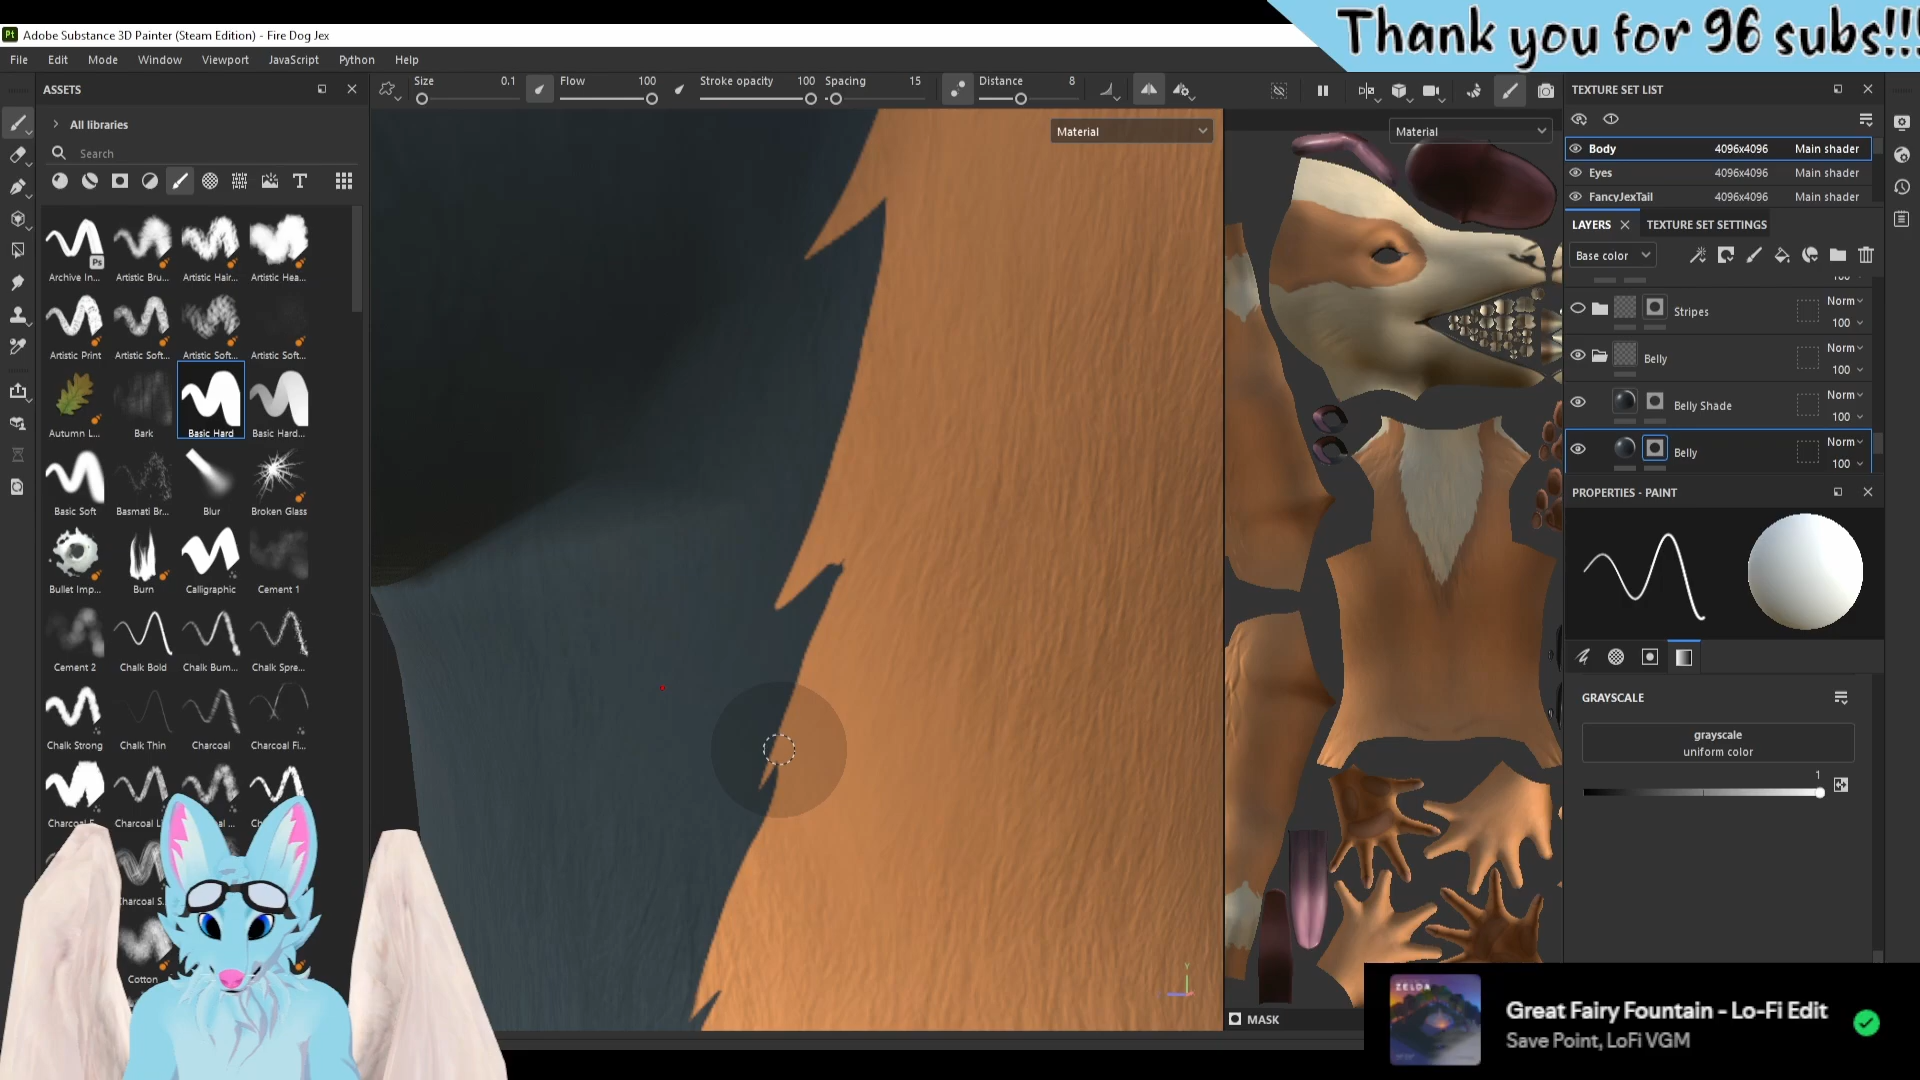 Thank you for 96 subs!!!
Adobe Substance 3D Painter (Steam Edition) - Fire Dog Jex
File Edit Mode Window Viewport JavaScript Python Help
ASSETS
Size 0.1 Flow 100 Stroke opacity 100 Spacing 15 Distance 8
All libraries
Search
Archive In...
Artistic Bru...
Artistic Hair...
Artistic Hea...
Artistic Print
Artistic Soft...
Artistic Soft...
Artistic Soft...
Autumn L...
Bark
Basic Hard
Basic Hard...
Basic Soft
Basmati Br...
Blur
Broken Glass
Bullet Imp...
Burn
Calligraphic
Cement 1
Cement 2
Chalk Bold
Chalk Bum...
Chalk Spre...
Chalk Strong
Chalk Thin
Charcoal
Charcoal Fi...
Charcoal
Charcoal
Charcoal S...
Cotton
Material
Material
MASK
TEXTURE SET LIST
Body 4096x4096 Main shader
Eyes 4096x4096 Main shader
FancyJexTail 4096x4096 Main shader
LAYERS TEXTURE SET SETTINGS
Base color
100
Stripes Norm 100
Belly Norm 100
Belly Shade Norm 100
Belly Norm 100
PROPERTIES - PAINT
GRAYSCALE
grayscale
uniform color
1
ZELDA
Great Fairy Fountain - Lo-Fi Edit
Save Point, LoFi VGM